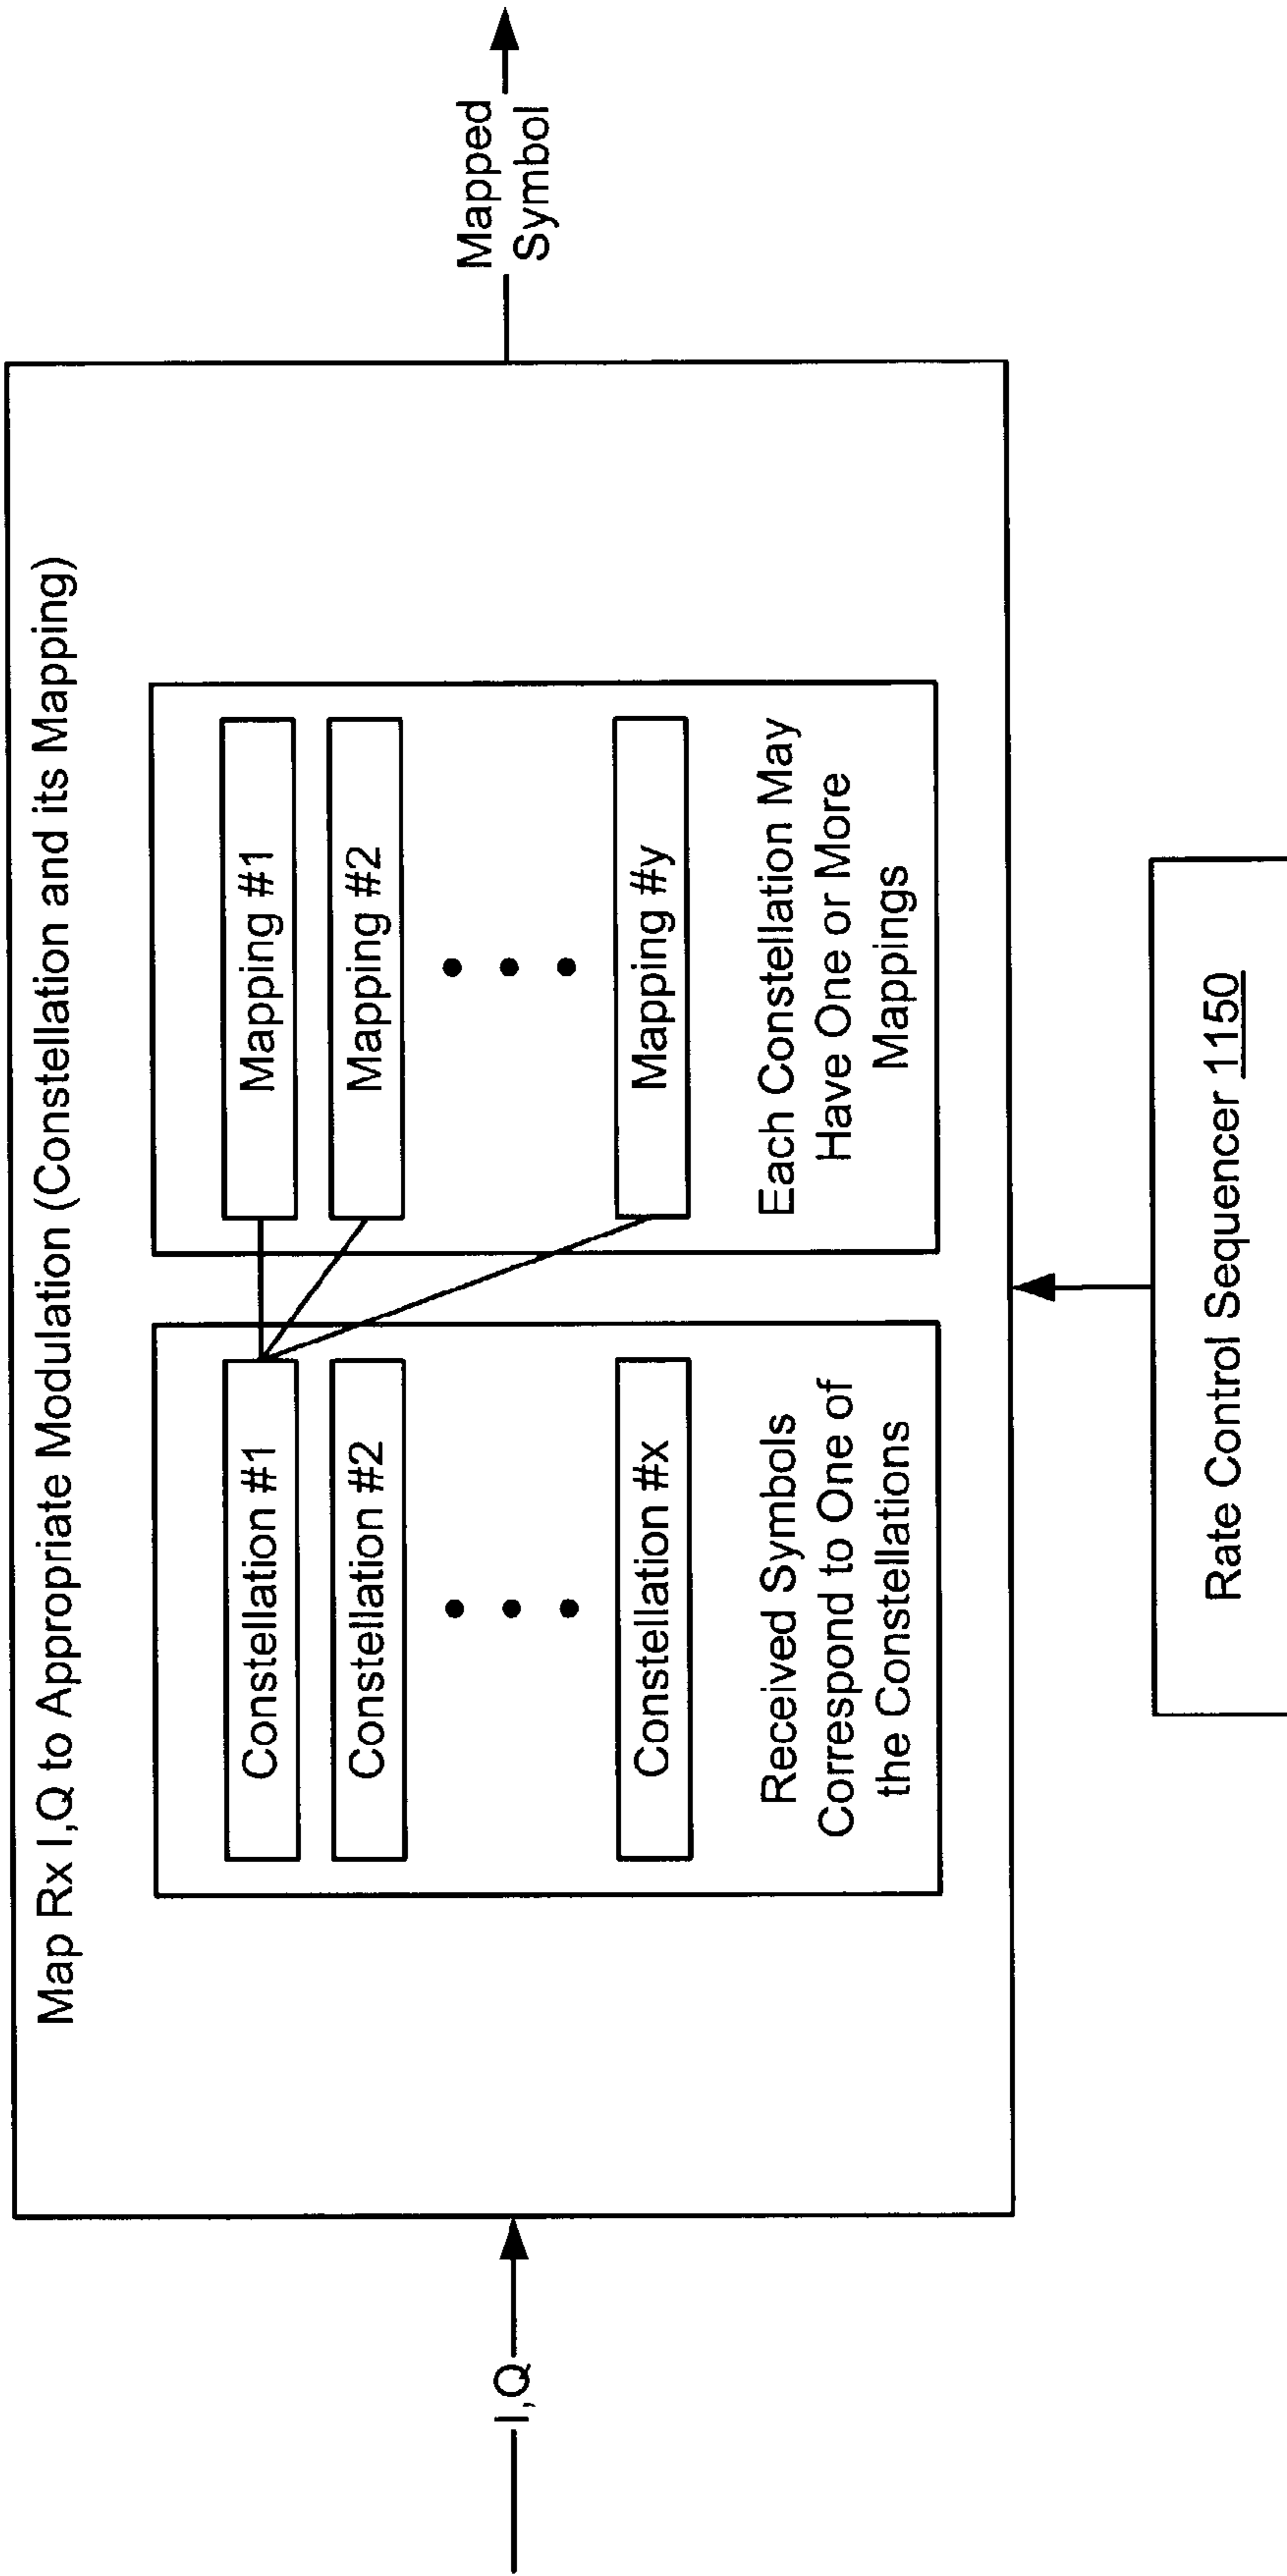 Map Rx I,Q to Appropriate Modulation (Constellation and its Mapping)
I,Q
Constellation #1
Constellation #2
Constellation #x
Received Symbols
Correspond to One of
the Constellations
Mapping #1
Mapping #2
Mapping #y
Each Constellation May
Have One or More
Mappings
Mapped
Symbol
Rate Control Sequencer 1150